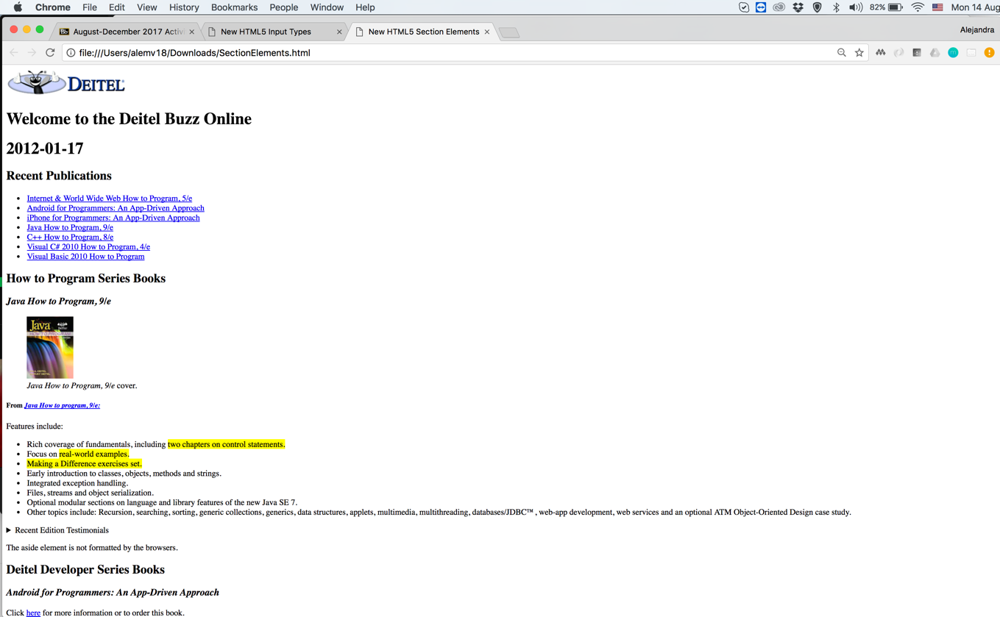 Chrome File Edit View History Bookmarks People Window Help 82% Mon 14 Aug
Bb August-December 2017 Activi New HTML5 Input Types New HTML5 Section Elements Alejandra
file:///Users/alemv18/Downloads/SectionElements.html
DEITEL
Welcome to the Deitel Buzz Online
2012-01-17
Recent Publications
Internet & World Wide Web How to Program, 5/e
Android for Programmers: An App-Driven Approach
iPhone for Programmers: An App-Driven Approach
Java How to Program, 9/e
C++ How to Program, 8/e
Visual C# 2010 How to Program, 4/e
Visual Basic 2010 How to Program
How to Program Series Books
Java How to Program, 9/e
Java
HOW TO PROGRAM
Java How to Program, 9/e cover.
From Java How to program, 9/e:
Features include:
Rich coverage of fundamentals, including two chapters on control statements.
Focus on real-world examples.
Making a Difference exercises set.
Early introduction to classes, objects, methods and strings.
Integrated exception handling.
Files, streams and object serialization.
Optional modular sections on language and library features of the new Java SE 7.
Other topics include: Recursion, searching, sorting, generic collections, generics, data structures, applets, multimedia, multithreading, databases/JDBC™ , web-app development, web services and an optional ATM Object-Oriented Design case study.
Recent Edition Testimonials
The aside element is not formatted by the browsers.
Deitel Developer Series Books
Android for Programmers: An App-Driven Approach
Click here for more information or to order this book.